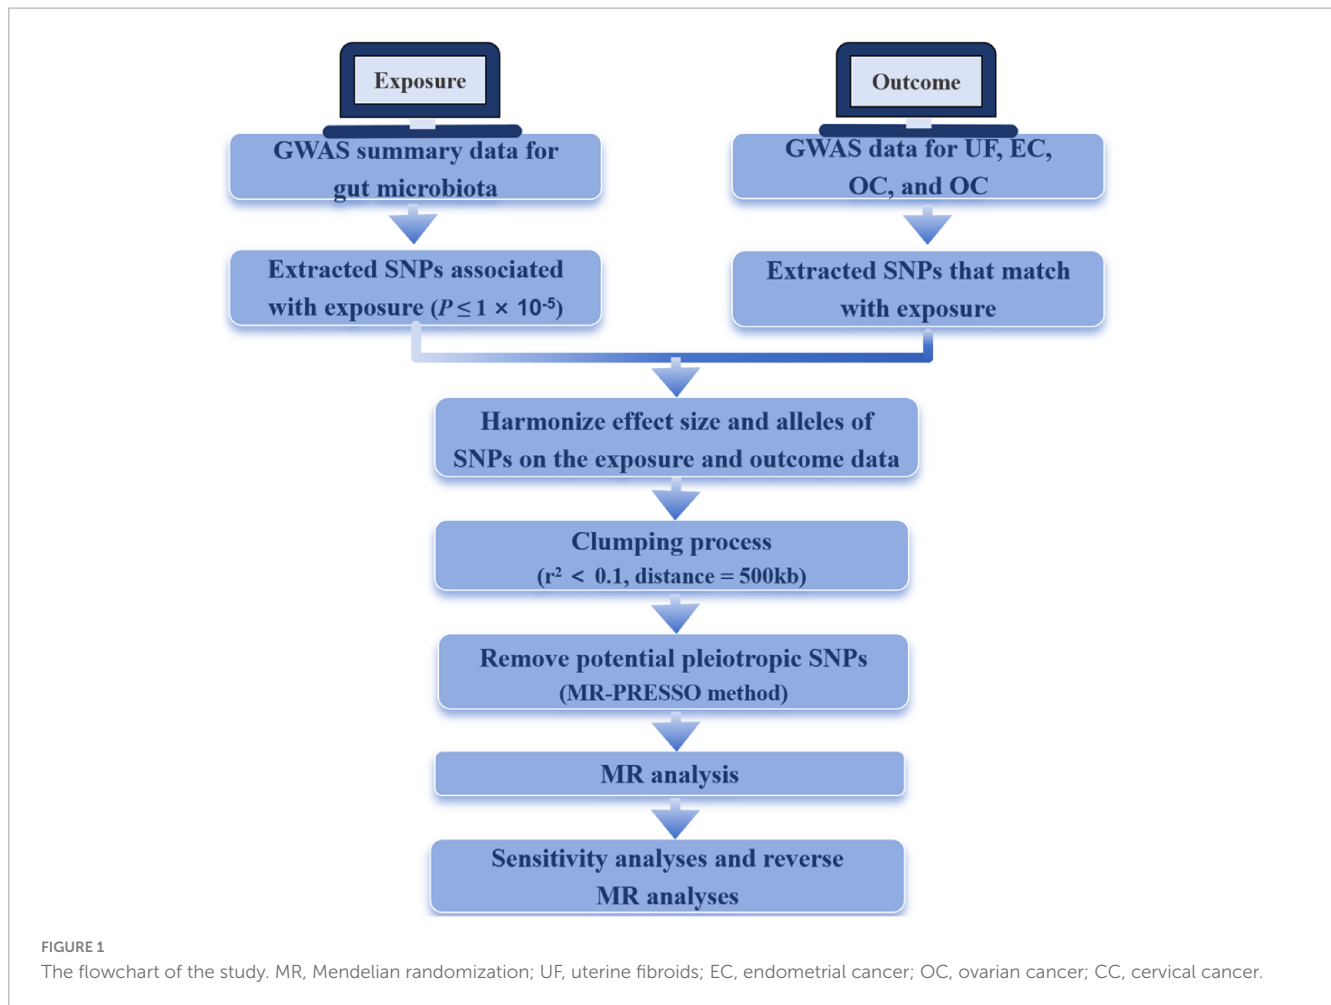 Exposure
Outcome
GWAS summary data for
gut microbiota
GWAS data for UF, EC,
OC, and OC
Extracted SNPs associated
with exposure (P ≤ 1 × 10⁻⁵)
Extracted SNPs that match
with exposure
Harmonize effect size and alleles of
SNPs on the exposure and outcome data
Clumping process
(r² < 0.1, distance = 500kb)
Remove potential pleiotropic SNPs
(MR-PRESSO method)
MR analysis
Sensitivity analyses and reverse
MR analyses
FIGURE 1
The flowchart of the study. MR, Mendelian randomization; UF, uterine fibroids; EC, endometrial cancer; OC, ovarian cancer; CC, cervical cancer.